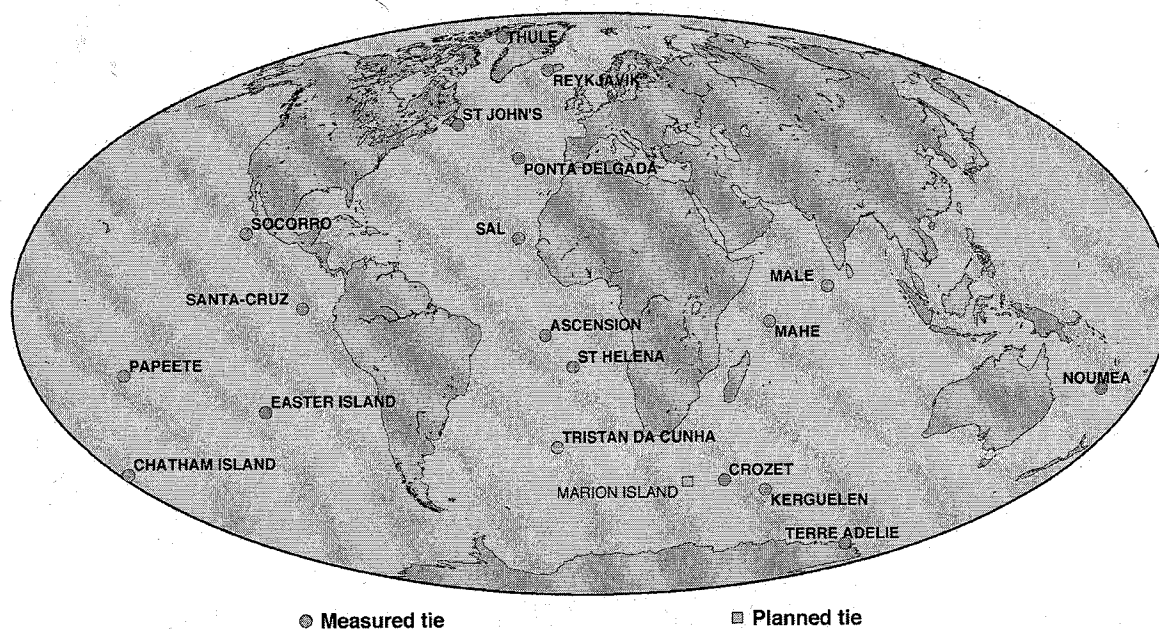 THULE
REYKJAVIK
ST JOHN'S
PONTA DELGADA
SOCORRO
SAL
MALE
SANTA-CRUZ
ASCENSION
MAHE
ST HELENA
PAPEETE
NOUMEA
EASTER ISLAND
TRISTAN DA CUNHA
CHATHAM ISLAND
CROZET
MARION ISLAND
KERGUELEN
TERRE ADELIE
Measured tie
Planned tie